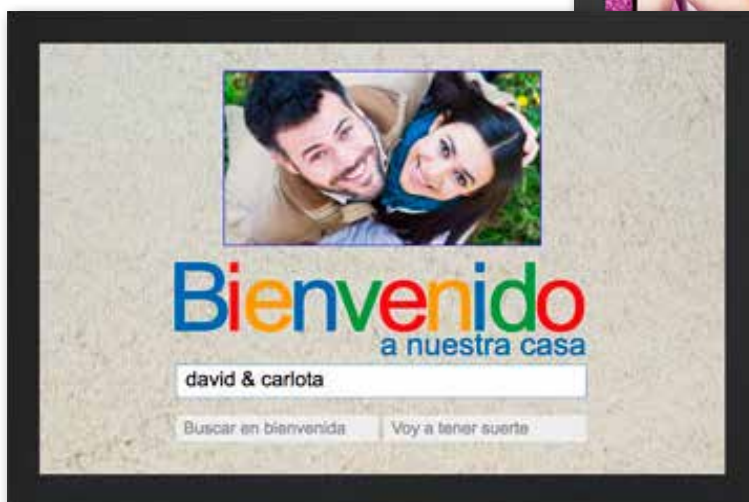 Bienvenido
a nuestra casa
david & carlota
Buscar en bienvenida Voy a tener suerte